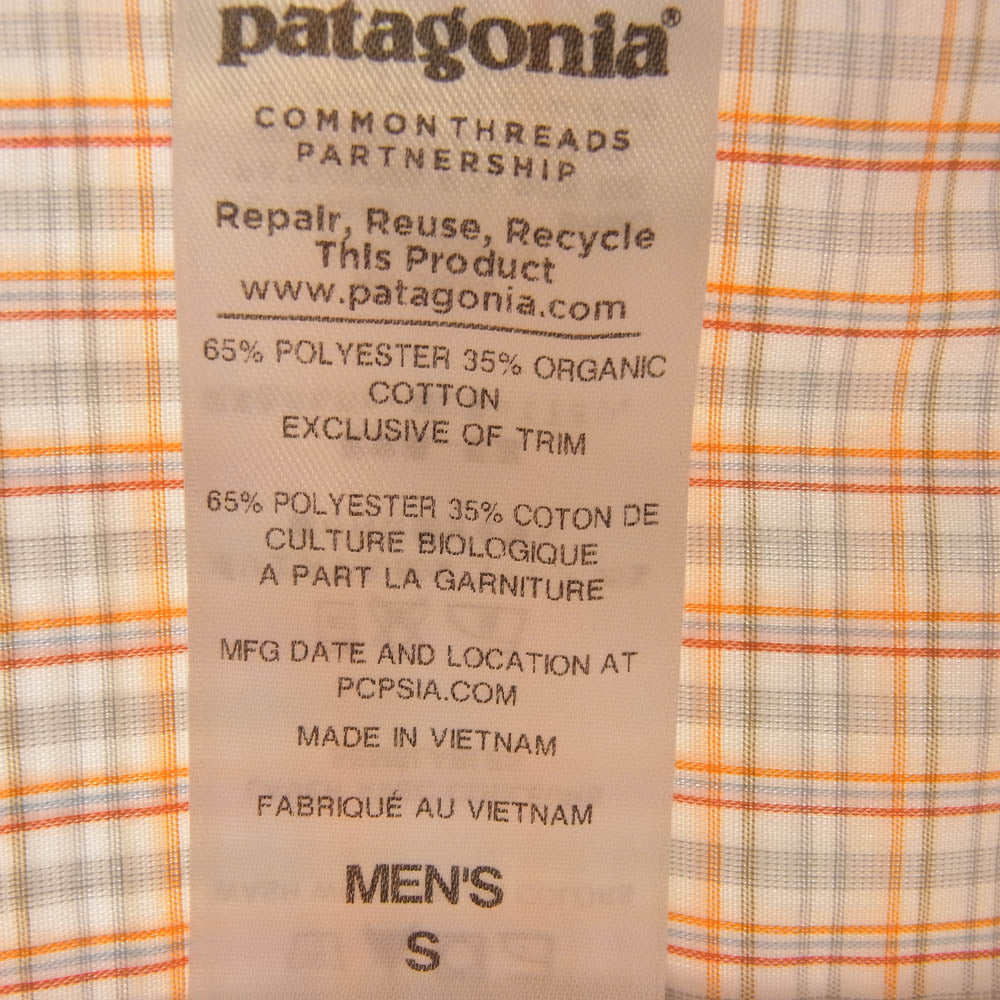 patagonia®
COMMON THREADS
PARTNERSHIP
Repair, Reuse, Recycle
This Product
www.patagonia.com
65% POLYESTER 35% ORGANIC
COTTON
EXCLUSIVE OF TRIM
65% POLYESTER 35% COTON DE
CULTURE BIOLOGIQUE
A PART LA GARNITURE
MFG DATE AND LOCATION AT
PCPSIA.COM
MADE IN VIETNAM
FABRIQUÉ AU VIETNAM
MEN'S
S